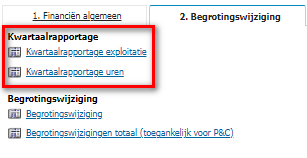 1. Financiën algemeen
2. Begrotingswijziging
Kwartaalrapportage
Kwartaalrapportage exploitatie
Kwartaalrapportage uren
Begrotingswijziging
Begrotingswijziging
Begrotingswijzigingen totaal (toegankelijk voor P&C)